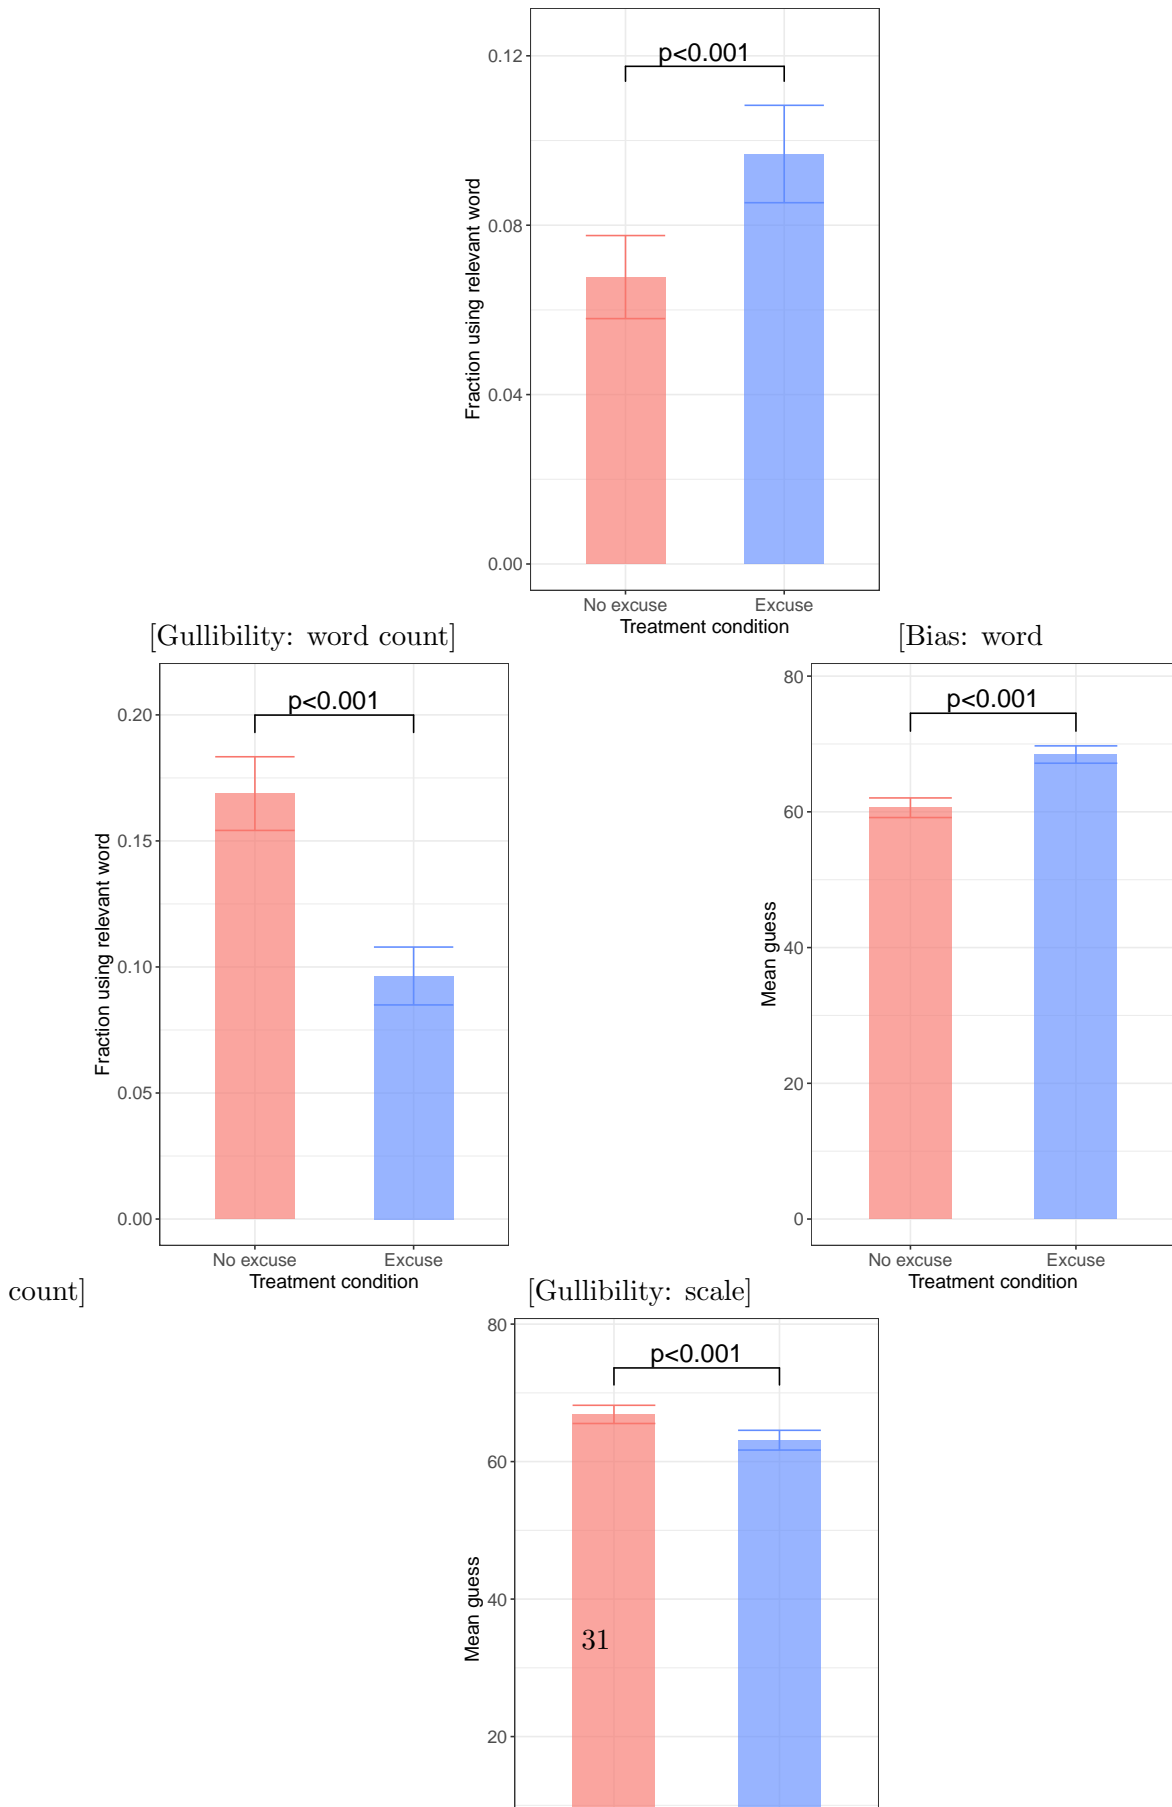 0.12
p<0.001
0.08
0.04
0.00
Fraction using relevant word
No excuse Excuse
Treatment condition
[Gullibility: word count] [Bias: word
0.20
p<0.001
0.15
0.10
0.05
0.00
Fraction using relevant word
No excuse Excuse
Treatment condition
80
p<0.001
60
40
20
0
Mean guess
No excuse Excuse
Treatment condition
count] [Gullibility: scale]
80
p<0.001
60
40
20
Mean guess
31